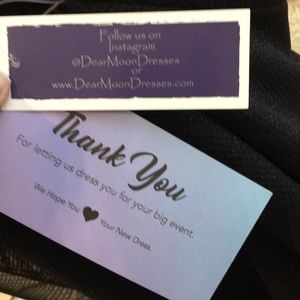 Follow us on
Instagram
@DearMoonDresses
or
www.DearMoonDresses.com
Thank You
For letting us dress you for your big event.
We Hope You ♥ Your New Dress.